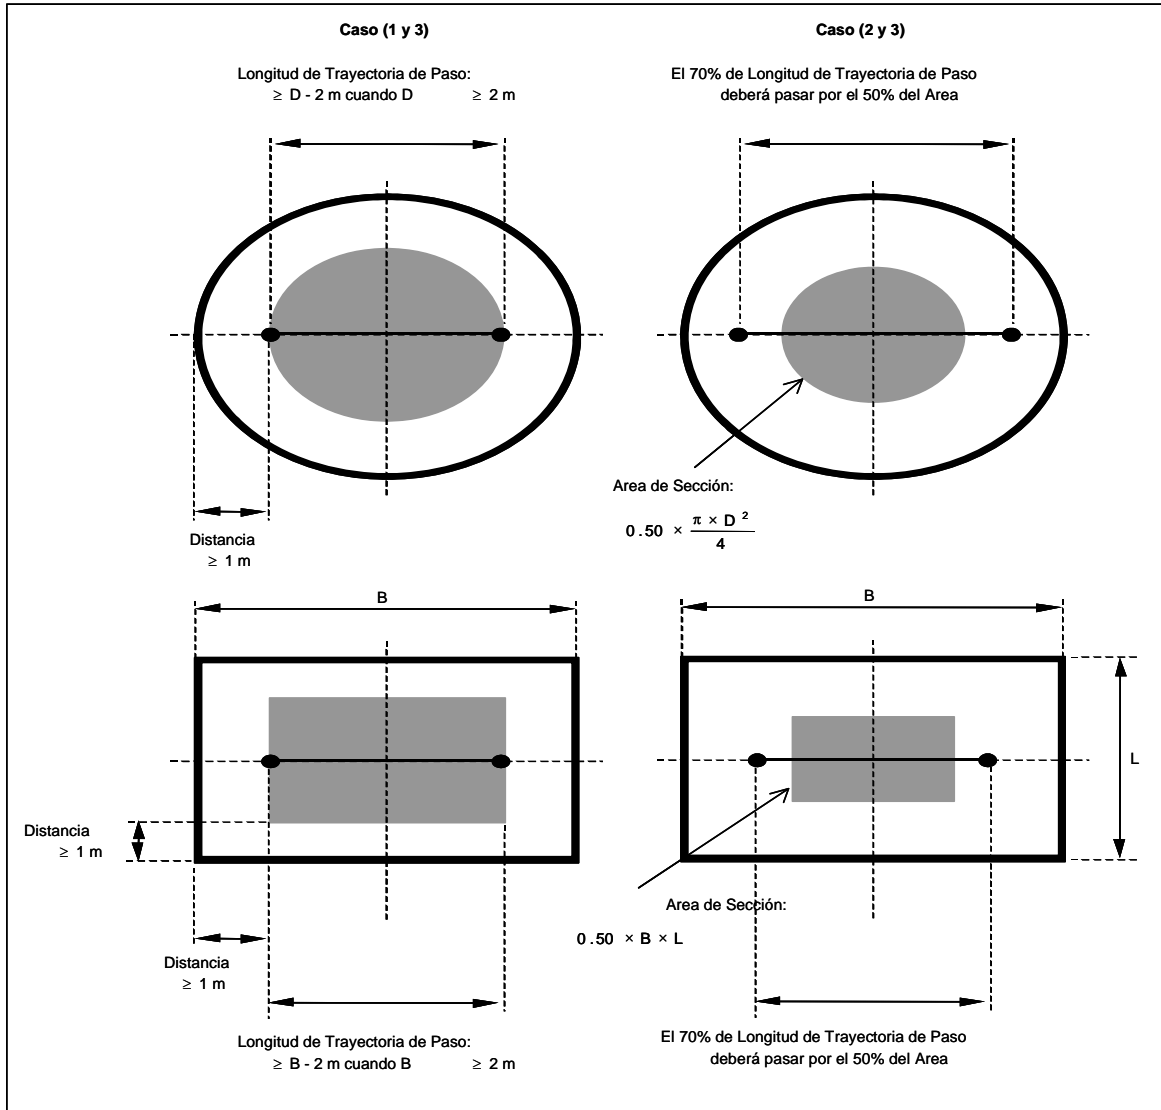 Caso (1 y 3)
Caso (2 y 3)
Longitud de Trayectoria de Paso:
≥ D - 2 m cuando D ≥ 2 m
El 70% de Longitud de Trayectoria de Paso
deberá pasar por el 50% del Area
Area de Sección:
0.50 × π × D ² / 4
Distancia
≥ 1 m
B
B
L
Distancia
≥ 1 m
Area de Sección:
0.50 × B × L
Distancia
≥ 1 m
Longitud de Trayectoria de Paso:
≥ B - 2 m cuando B ≥ 2 m
El 70% de Longitud de Trayectoria de Paso
deberá pasar por el 50% del Area